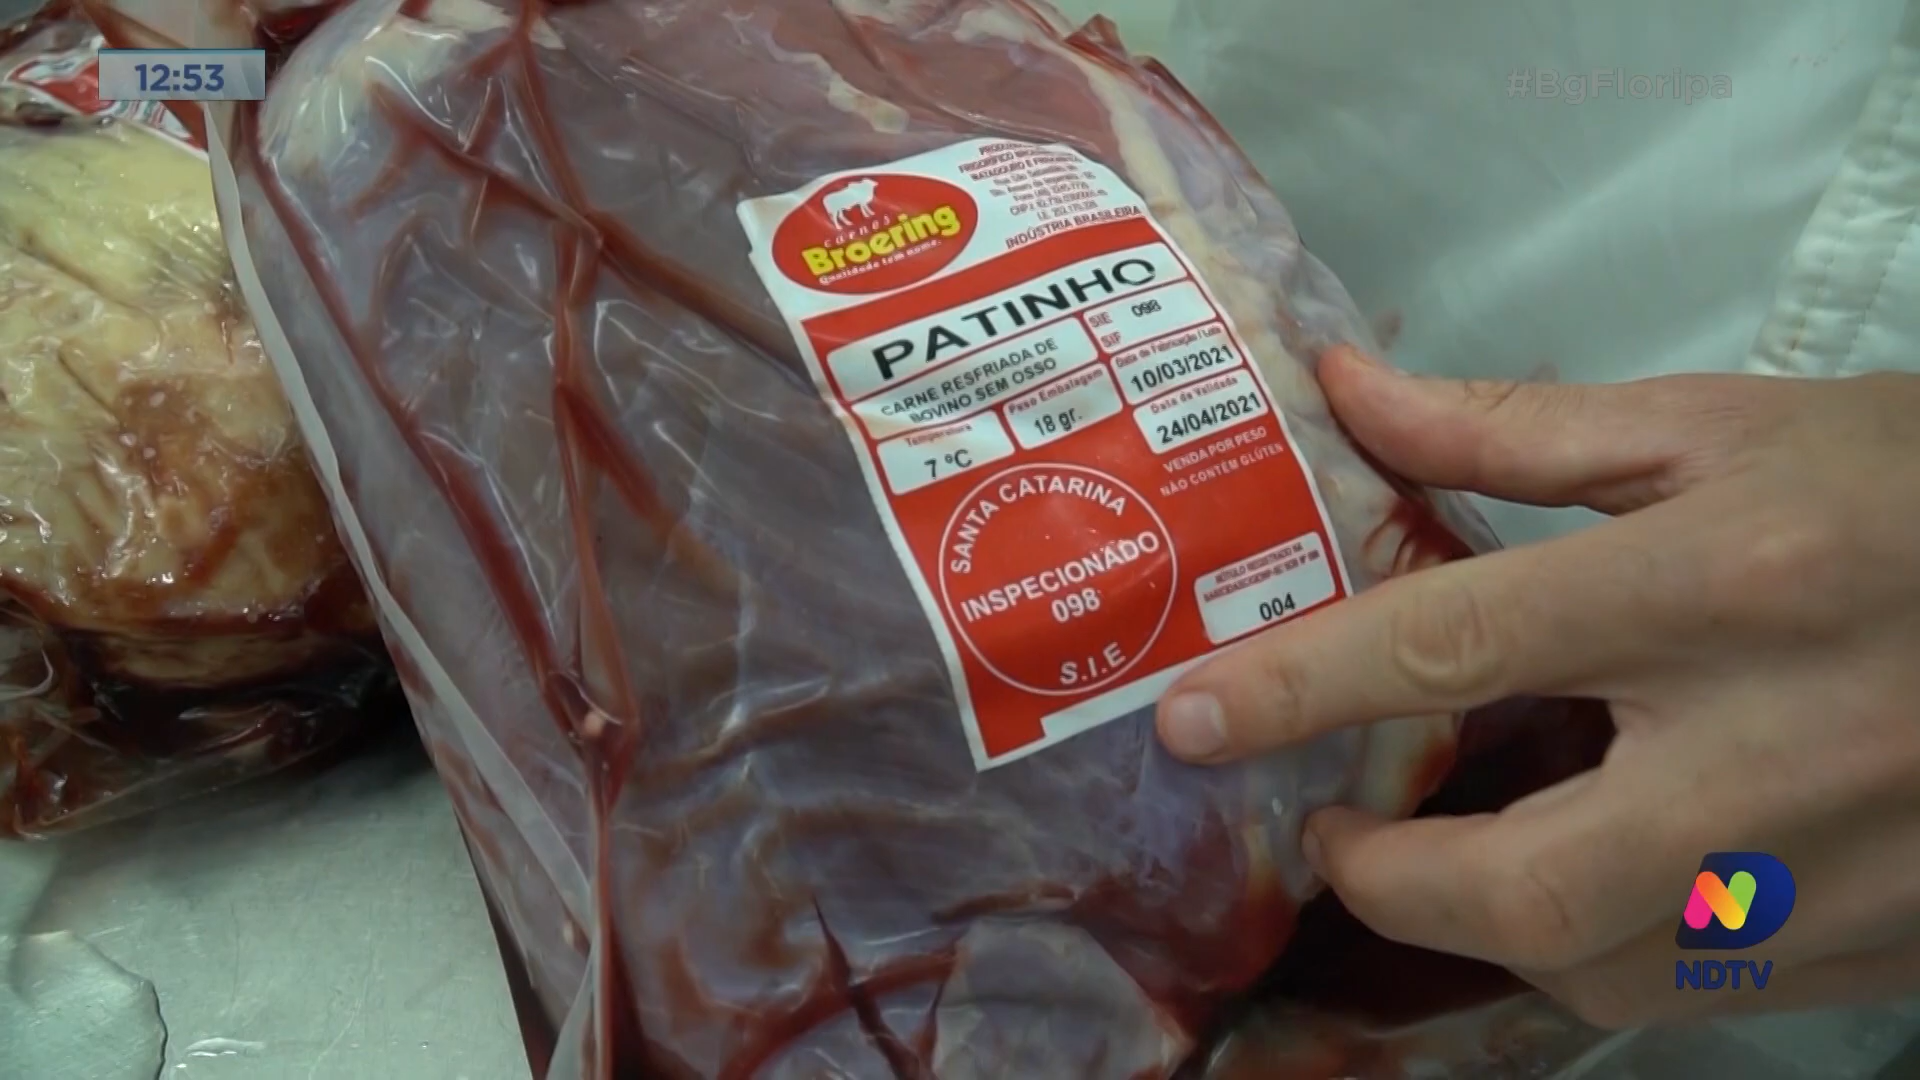 12:53
#BgFloripa
INDÚSTRIA BRASILEIRA
carnes
Broering
Qualidade tem nome.
PATINHO
SIE 098
SIF
CARNE RESFRIADA DE
BOVINO SEM OSSO
Data de Fabricação / Lote
10/03/2021
Temperatura
7 ºC
Peso Embalagem
18 gr.
Data de Validade
24/04/2021
VENDA POR PESO
NÃO CONTÉM GLÚTEN
SANTA CATARINA
INSPECIONADO
098
S.I.E
004
NDTV